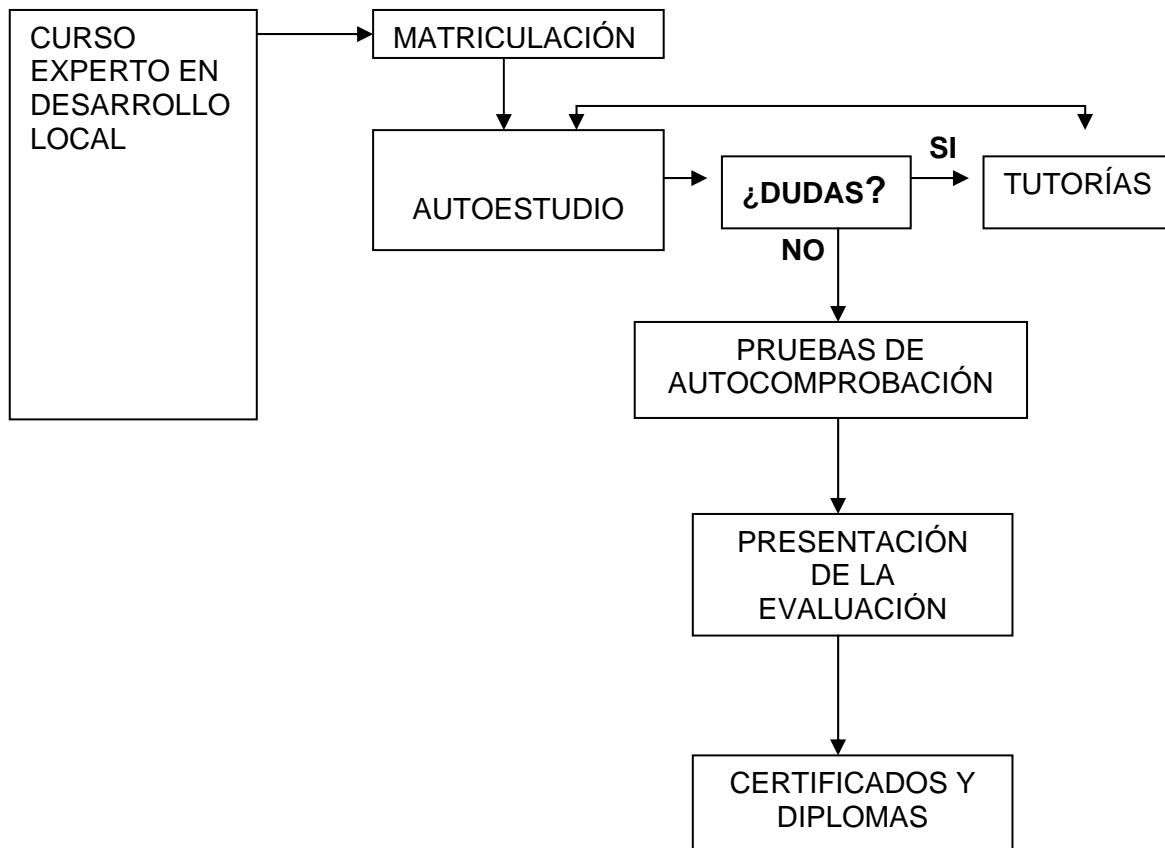 CURSO
EXPERTO EN
DESARROLLO
LOCAL
MATRICULACIÓN
AUTOESTUDIO
¿DUDAS?
SI
TUTORÍAS
NO
PRUEBAS DE
AUTOCOMPROBACIÓN
PRESENTACIÓN
DE LA
EVALUACIÓN
CERTIFICADOS Y
DIPLOMAS